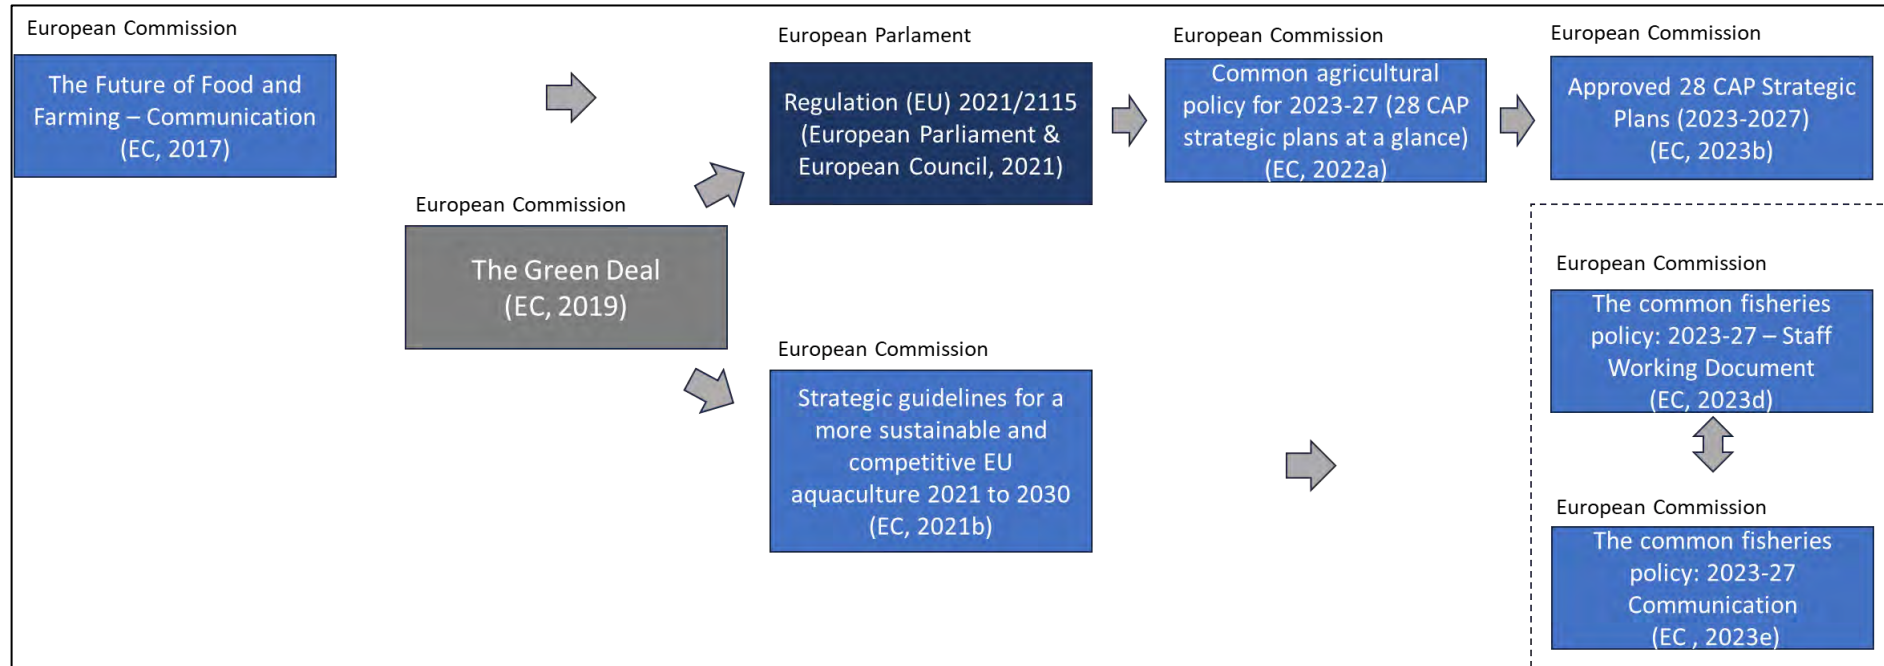 European Commission
The Future of Food and
Farming – Communication
(EC, 2017)
European Commission
The Green Deal
(EC, 2019)
European Parlament
Regulation (EU) 2021/2115
(European Parliament &
European Council, 2021)
European Commission
Common agricultural
policy for 2023-27 (28 CAP
strategic plans at a glance)
(EC, 2022a)
European Commission
Approved 28 CAP Strategic
Plans (2023-2027)
(EC, 2023b)
European Commission
Strategic guidelines for a
more sustainable and
competitive EU
aquaculture 2021 to 2030
(EC, 2021b)
European Commission
The common fisheries
policy: 2023-27 – Staff
Working Document
(EC, 2023d)
European Commission
The common fisheries
policy: 2023-27
Communication
(EC , 2023e)